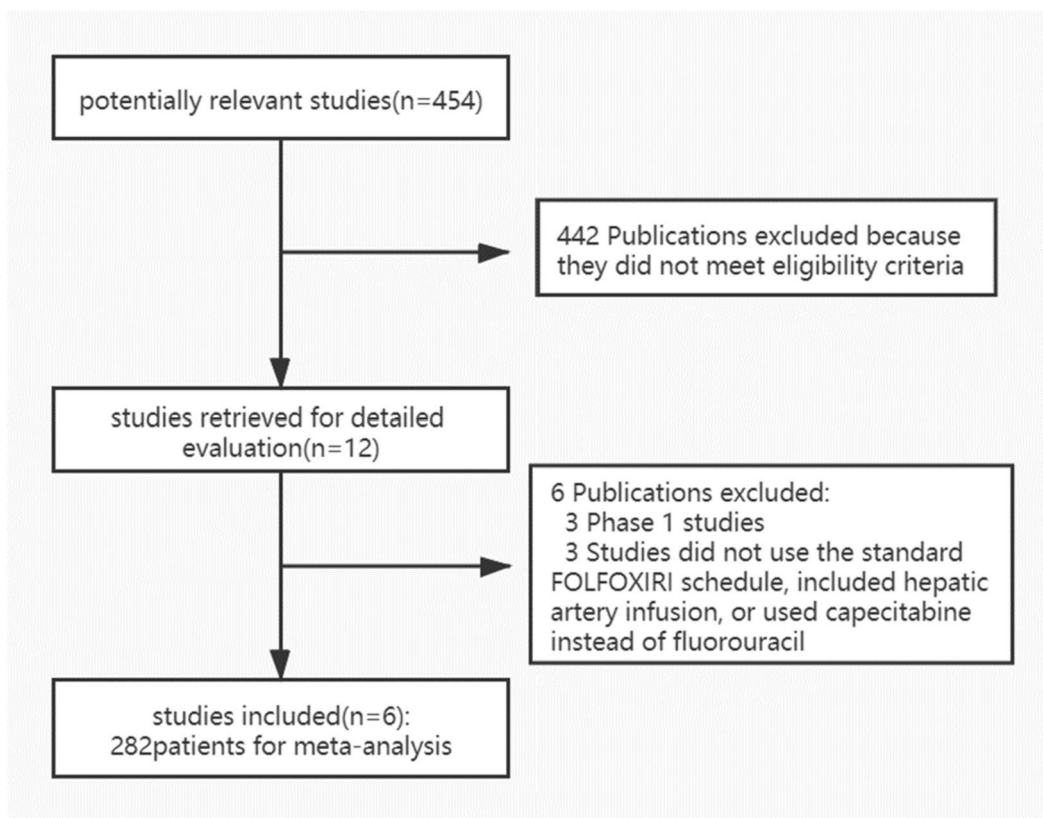 potentially relevant studies(n=454)
442 Publications excluded because
they did not meet eligibility criteria
studies retrieved for detailed
evaluation(n=12)
6 Publications excluded:
3 Phase 1 studies
3 Studies did not use the standard
FOLFOXIRI schedule, included hepatic
artery infusion, or used capecitabine
instead of fluorouracil
studies included(n=6):
282patients for meta-analysis